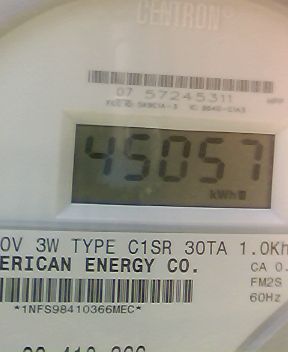 CENTRON®
07 57245311
45057
kWh
0V 3W TYPE C1SR 30TA 1.0Kh
ERICAN ENERGY CO.
CA 0.
FM2S
60Hz
*1NFS98410366MEC*